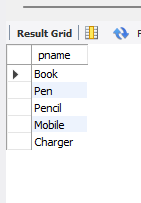 Result Grid
pname
Book
Pen
Pencil
Mobile
Charger